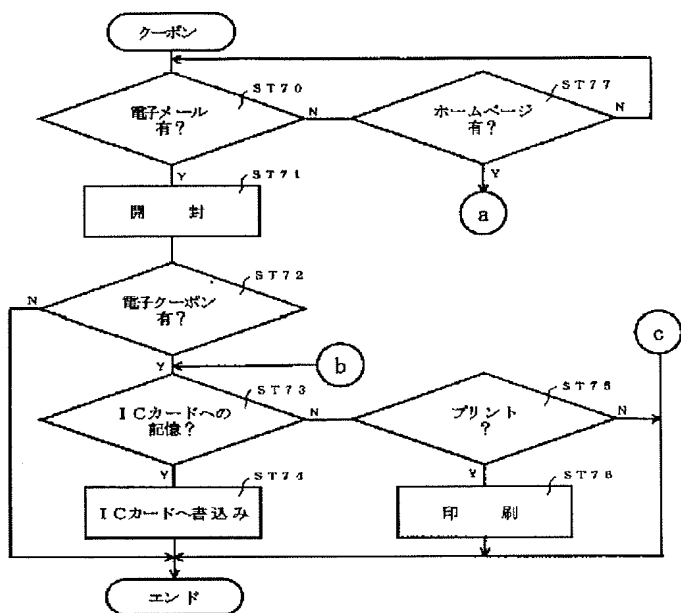 クーポン
ST70
電子メール
有?
N
ST77
ホームページ
有?
N
Y
ST71
Y
a
開 封
ST72
N
電子クーポン
有?
c
b
Y
ST73
ICカードへの
記憶?
N
ST75
プリント
?
N
Y
ST74
Y
ST76
ICカードへ書込み
印 刷
エンド